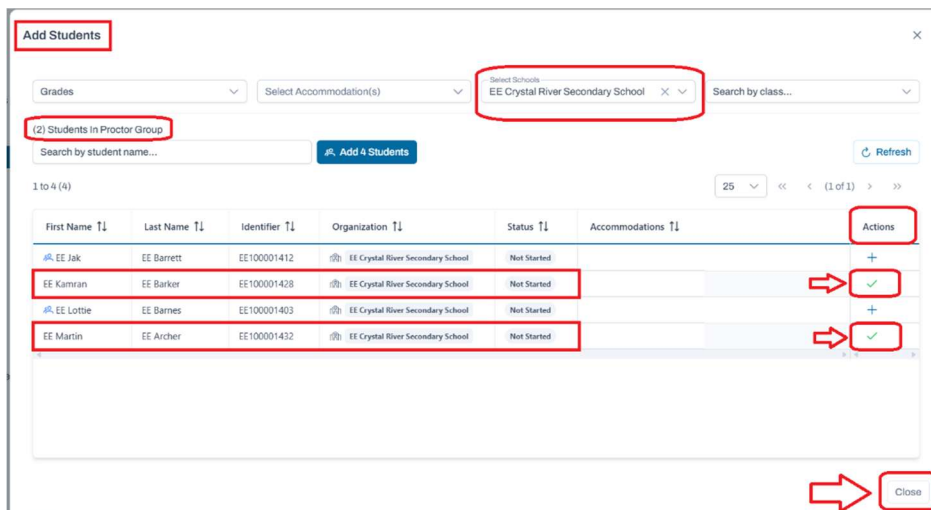 Add Students
Grades
Select Accommodation(s)
Select Schools
EE Crystal River Secondary School
Search by class...
(2) Students In Proctor Group
Search by student name...
Add 4 Students
Refresh
1 to 4 (4)
25
(1 of 1)
First Name Last Name Identifier Organization Status Accommodations Actions
EE Jak EE Barrett EE100001412 EE Crystal River Secondary School Not Started
EE Kamran EE Barker EE100001428 EE Crystal River Secondary School Not Started
EE Lottie EE Barnes EE100001403 EE Crystal River Secondary School Not Started
EE Martin EE Archer EE100001432 EE Crystal River Secondary School Not Started
Close